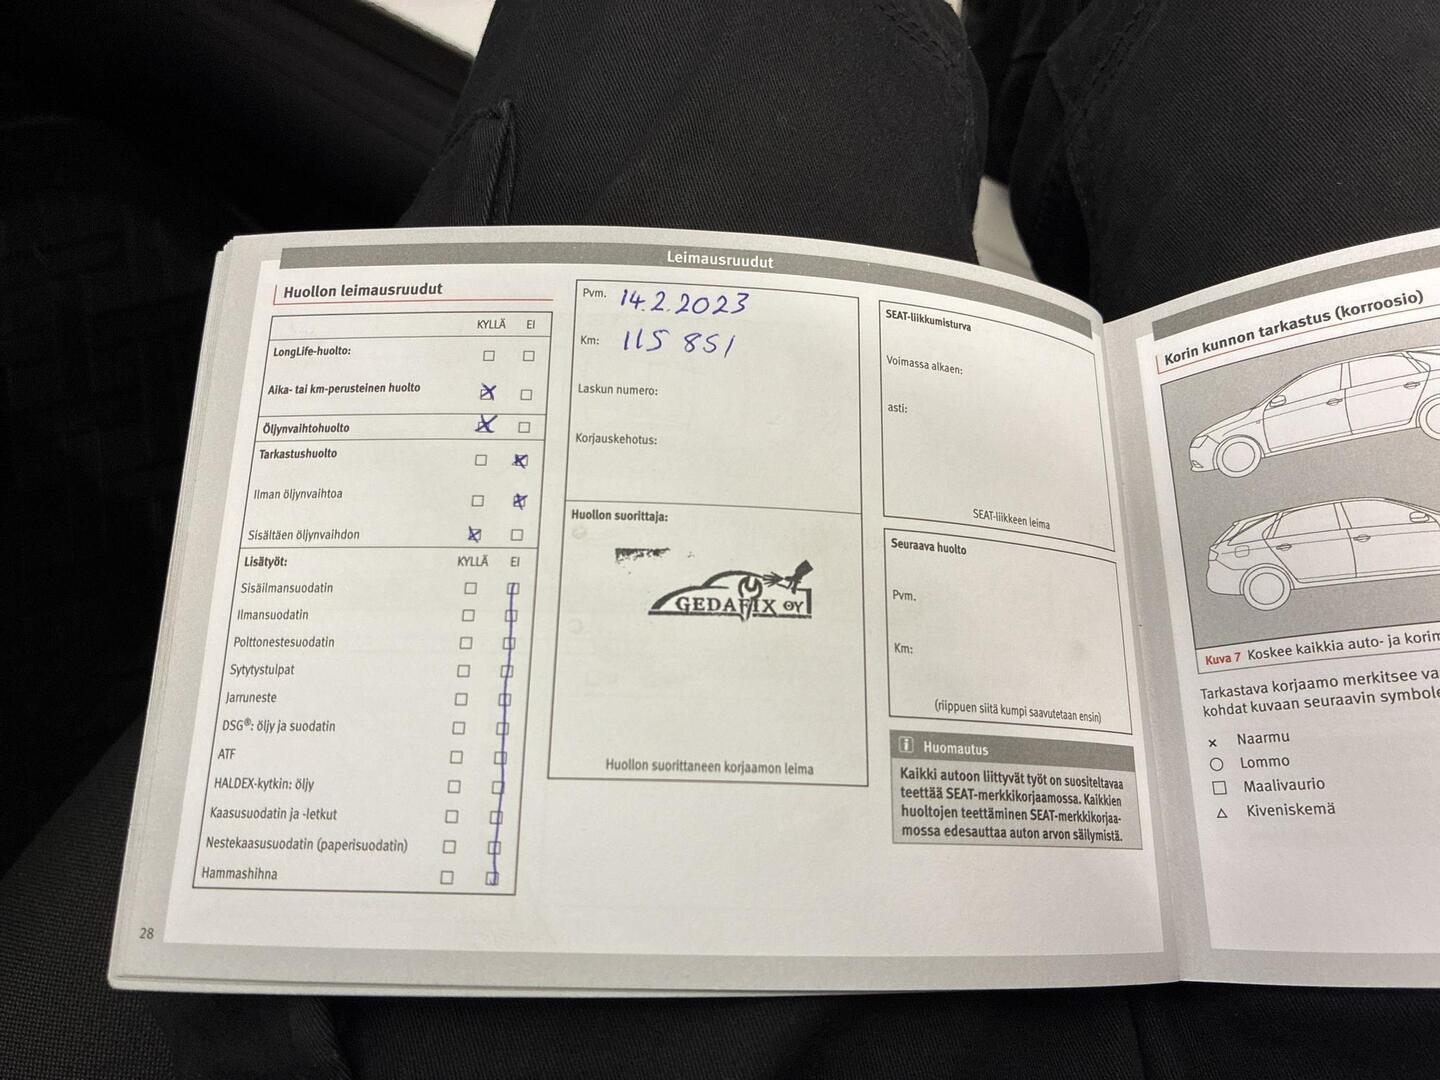 Leimausruudut
Huollon leimausruudut
KYLLÄ EI
LongLife-huolto:
Aika- tai km-perusteinen huolto
Öljynvaihtohuolto
Tarkastushuolto
Ilman öljynvaihtoa
Sisältäen öljynvaihdon
Lisätyöt: KYLLÄ EI
Sisäilmansuodatin
Ilmansuodatin
Polttonestesuodatin
Sytytystulpat
Jarruneste
DSG®: öljy ja suodatin
ATF
HALDEX-kytkin: öljy
Kaasusuodatin ja -letkut
Nestekaasusuodatin (paperisuodatin)
Hammashihna
28
Pvm. 14.2.2023
Km: 115 851
Laskun numero:
Korjauskehotus:
Huollon suorittaja:
GEDAFIX OY
Huollon suorittaneen korjaamon leima
SEAT-liikkumisturva
Voimassa alkaen:
asti:
SEAT-liikkeen leima
Seuraava huolto
Pvm.
Km:
(riippuen siitä kumpi saavutetaan ensin)
i Huomautus
Kaikki autoon liittyvät työt on suositeltavaa
teettää SEAT-merkkikorjaamossa. Kaikkien
huoltojen teettäminen SEAT-merkkikorjaa-
mossa edesauttaa auton arvon säilymistä.
Korin kunnon tarkastus (korroosio)
Kuva 7 Koskee kaikkia auto- ja korim
Tarkastava korjaamo merkitsee va
kohdat kuvaan seuraavin symbole
Naarmu
Lommo
Maalivaurio
Kiveniskemä